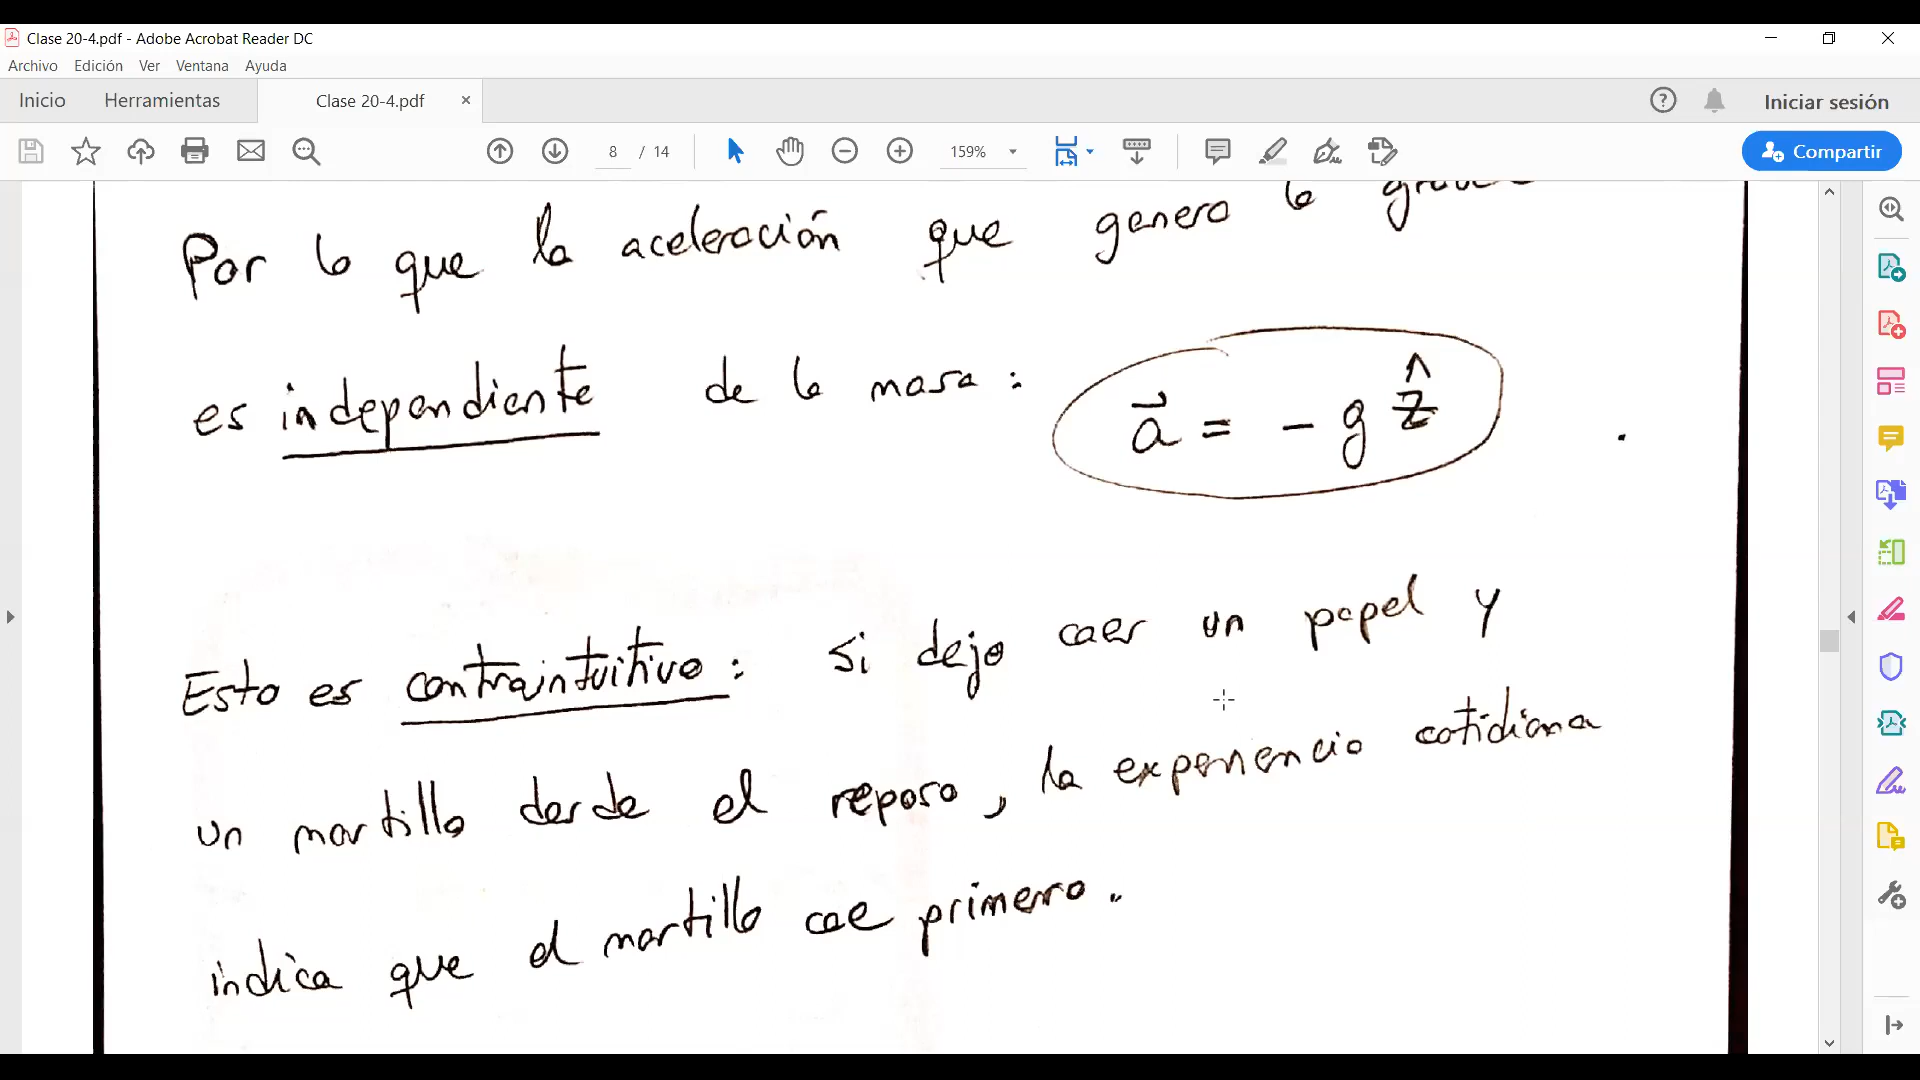 Clase 20-4.pdf - Adobe Acrobat Reader DC
Archivo Edición Ver Ventana Ayuda
Inicio Herramientas Clase 20-4.pdf × Iniciar sesión
8 / 14 159% Compartir
Por lo que la aceleración que genera la
es independiente de la masa : a⃗ = - g ẑ .
Esto es contraintuitivo : si dejo caer un papel y
un martillo desde el reposo, la experiencia cotidiana
indica que el martillo cae primero.